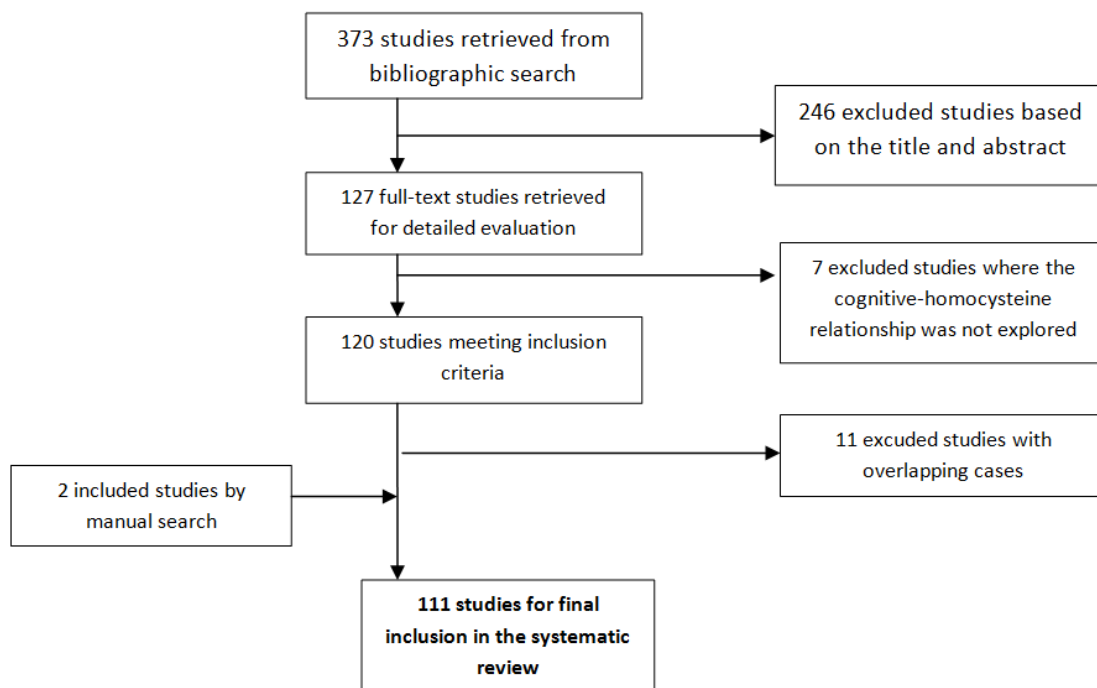 373 studies retrieved from
bibliographic search
246 excluded studies based
on the title and abstract
127 full-text studies retrieved
for detailed evaluation
7 excluded studies where the
cognitive-homocysteine
relationship was not explored
120 studies meeting inclusion
criteria
11 excuded studies with
overlapping cases
2 included studies by
manual search
111 studies for final
inclusion in the systematic
review